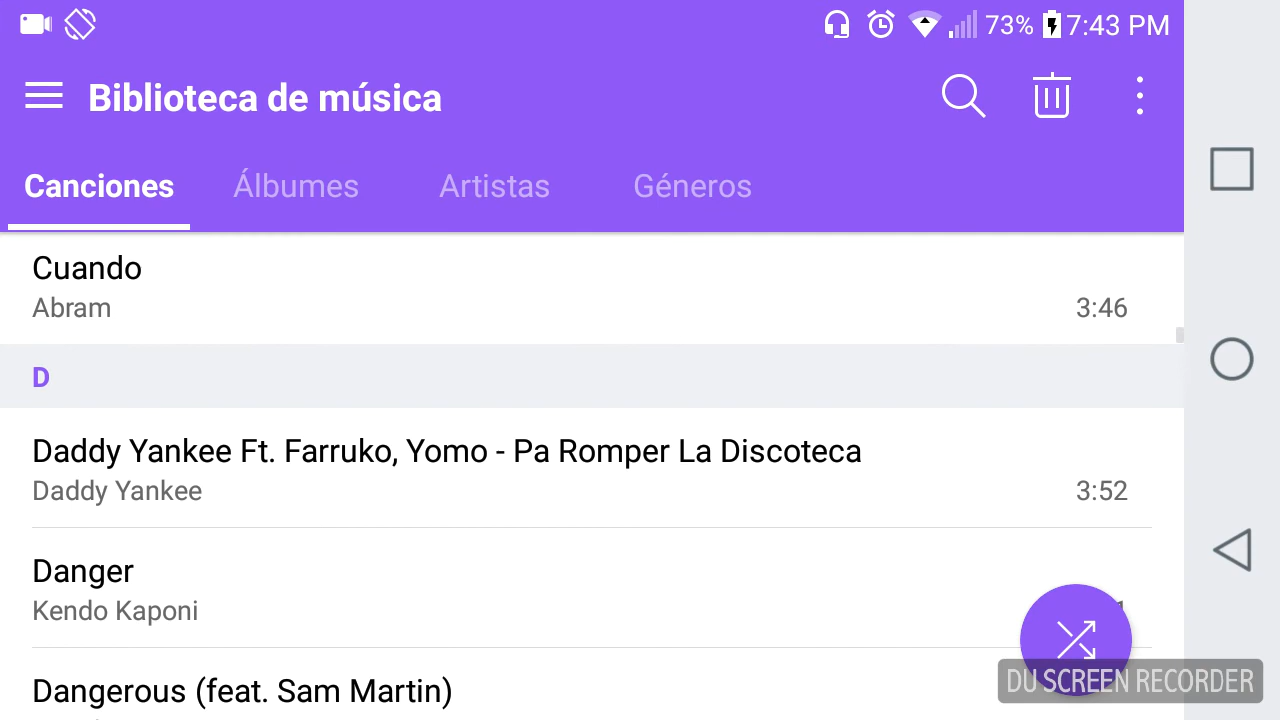 73% 7:43 PM
Biblioteca de música
Canciones Álbumes Artistas Géneros
Cuando
Abram 3:46
D
Daddy Yankee Ft. Farruko, Yomo - Pa Romper La Discoteca
Daddy Yankee 3:52
Danger
Kendo Kaponi
Dangerous (feat. Sam Martin)
DU SCREEN RECORDER